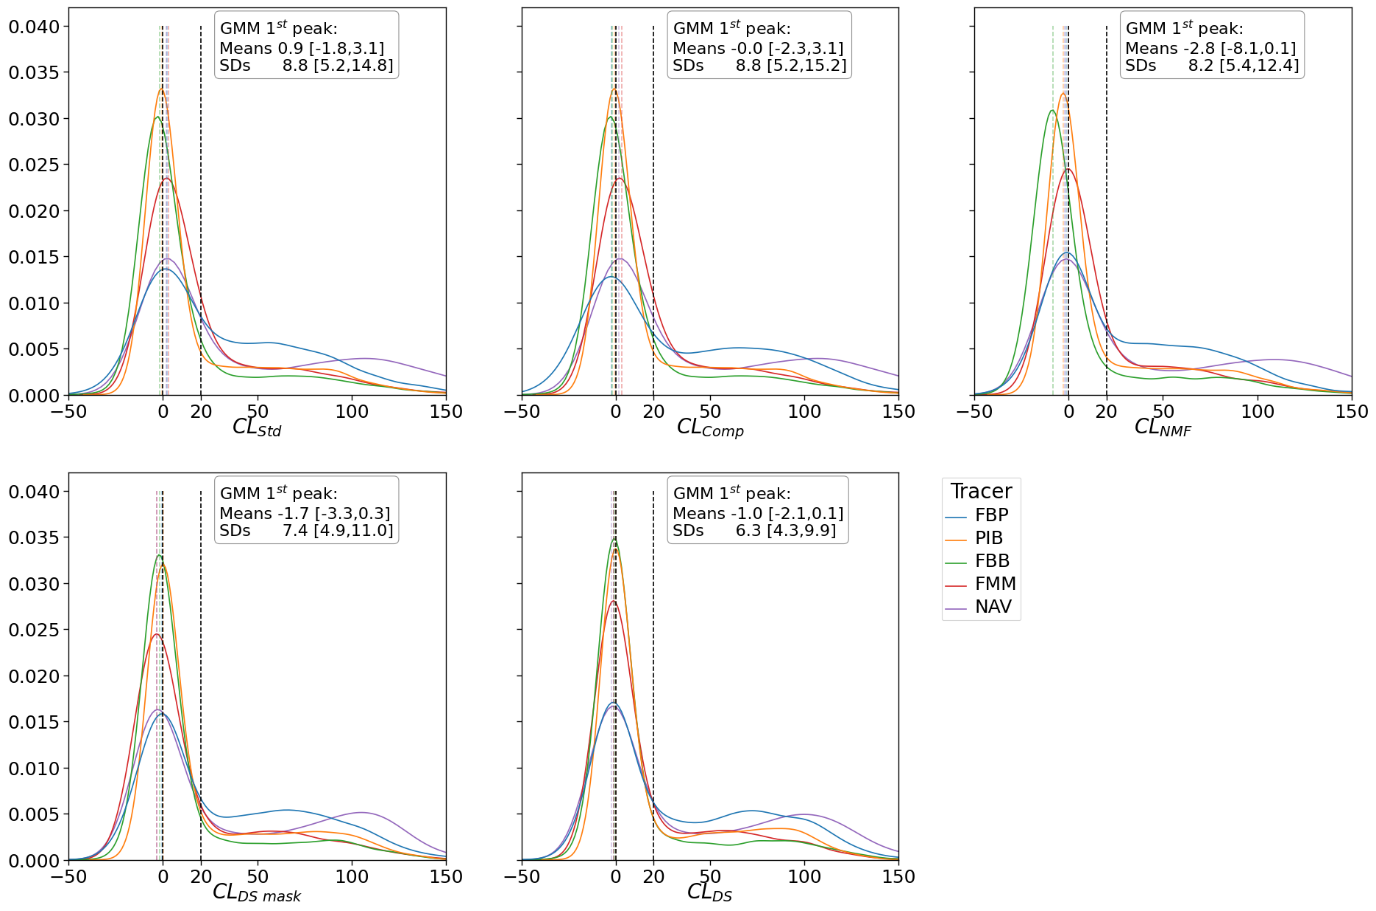 0.040
0.035
0.030
0.025
0.020
0.015
0.010
0.005
0.000
GMM 1st peak:
Means 0.9 [-1.8,3.1]
SDs 8.8 [5.2,14.8]
−50 0 20 50 100 150
CLStd
GMM 1st peak:
Means -0.0 [-2.3,3.1]
SDs 8.8 [5.2,15.2]
−50 0 20 50 100 150
CLComp
GMM 1st peak:
Means -2.8 [-8.1,0.1]
SDs 8.2 [5.4,12.4]
−50 0 20 50 100 150
CLNMF
0.040
0.035
0.030
0.025
0.020
0.015
0.010
0.005
0.000
GMM 1st peak:
Means -1.7 [-3.3,0.3]
SDs 7.4 [4.9,11.0]
−50 0 20 50 100 150
CLDS mask
GMM 1st peak:
Means -1.0 [-2.1,0.1]
SDs 6.3 [4.3,9.9]
−50 0 20 50 100 150
CLDS
Tracer
FBP
PIB
FBB
FMM
NAV